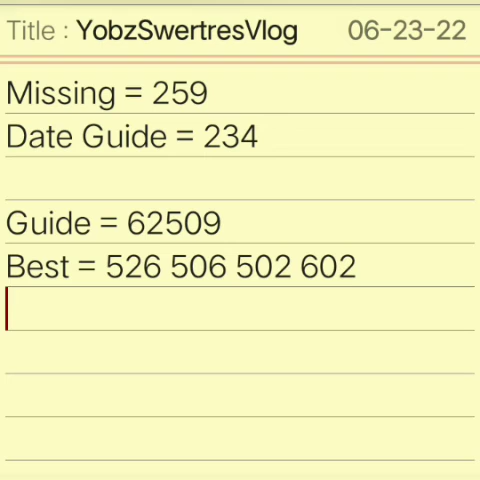 Title : YobzSwertresVlog 06-23-22
Missing = 259
Date Guide = 234
Guide = 62509
Best = 526 506 502 602